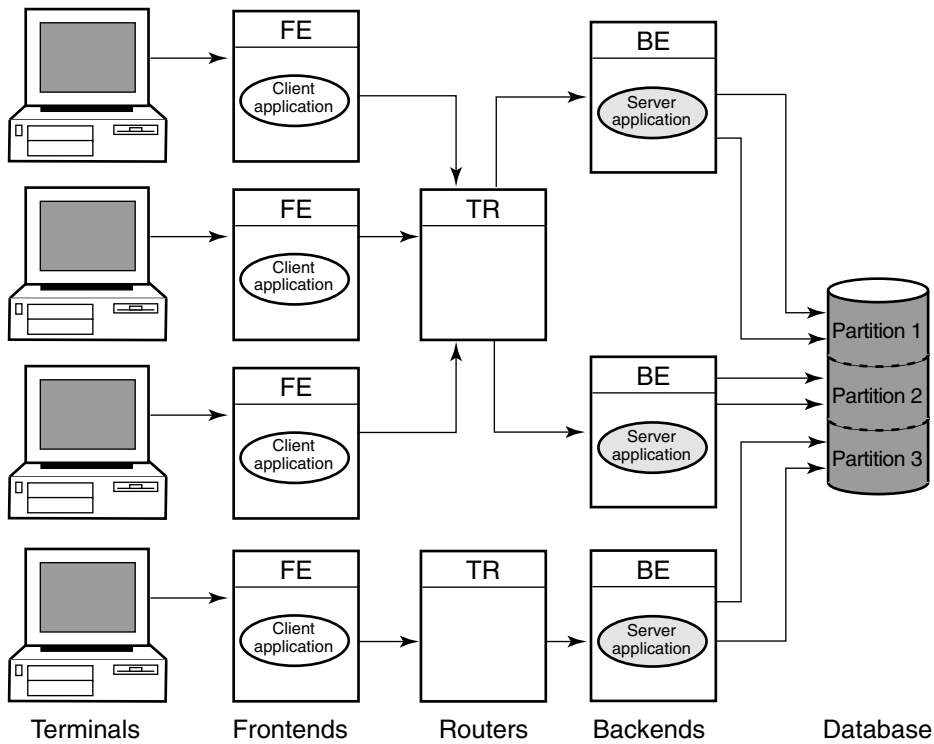 FE
Client
application
BE
Server
application
FE
Client
application
TR
FE
Client
application
BE
Server
application
Partition 1
Partition 2
Partition 3
FE
Client
application
TR
BE
Server
application
Terminals
Frontends
Routers
Backends
Database